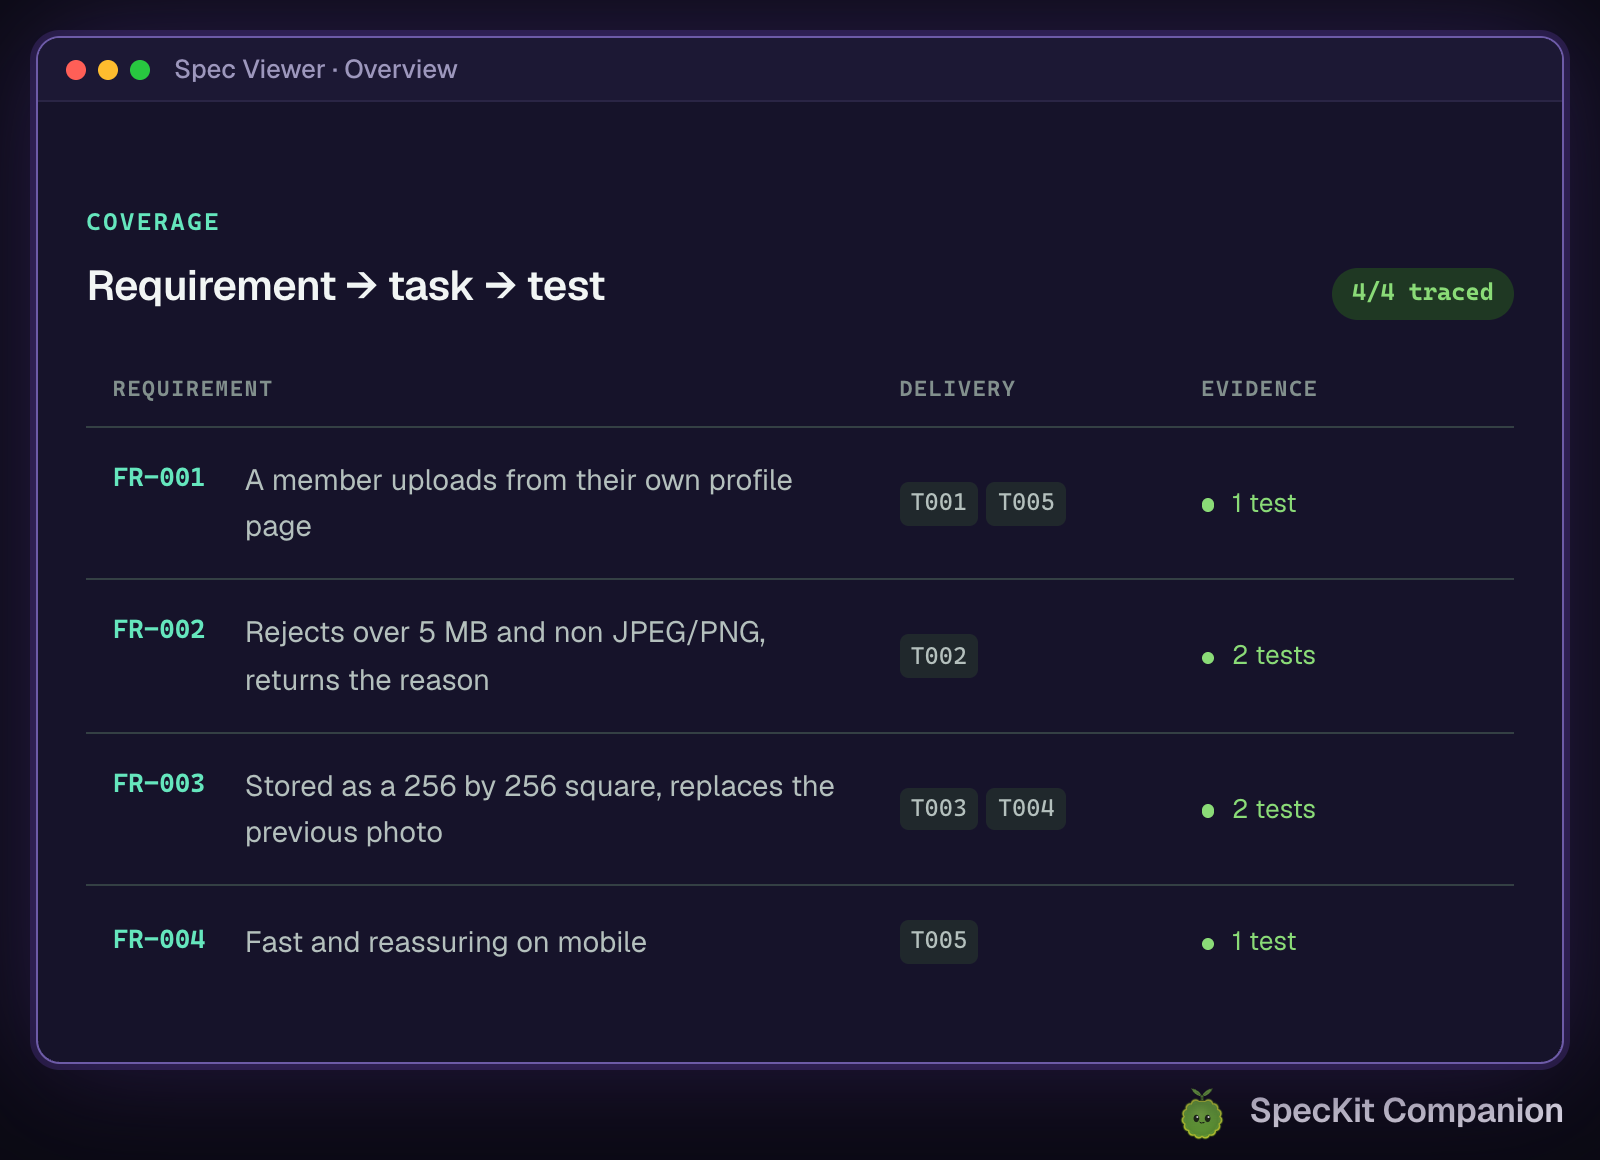 Spec Viewer · Overview
COVERAGE
Requirement → task → test
4/4 traced
REQUIREMENT DELIVERY EVIDENCE
FR-001 A member uploads from their own profile
page
T001 T005 1 test
FR-002 Rejects over 5 MB and non JPEG/PNG,
returns the reason
T002 2 tests
FR-003 Stored as a 256 by 256 square, replaces the
previous photo
T003 T004 2 tests
FR-004 Fast and reassuring on mobile T005 1 test
SpecKit Companion